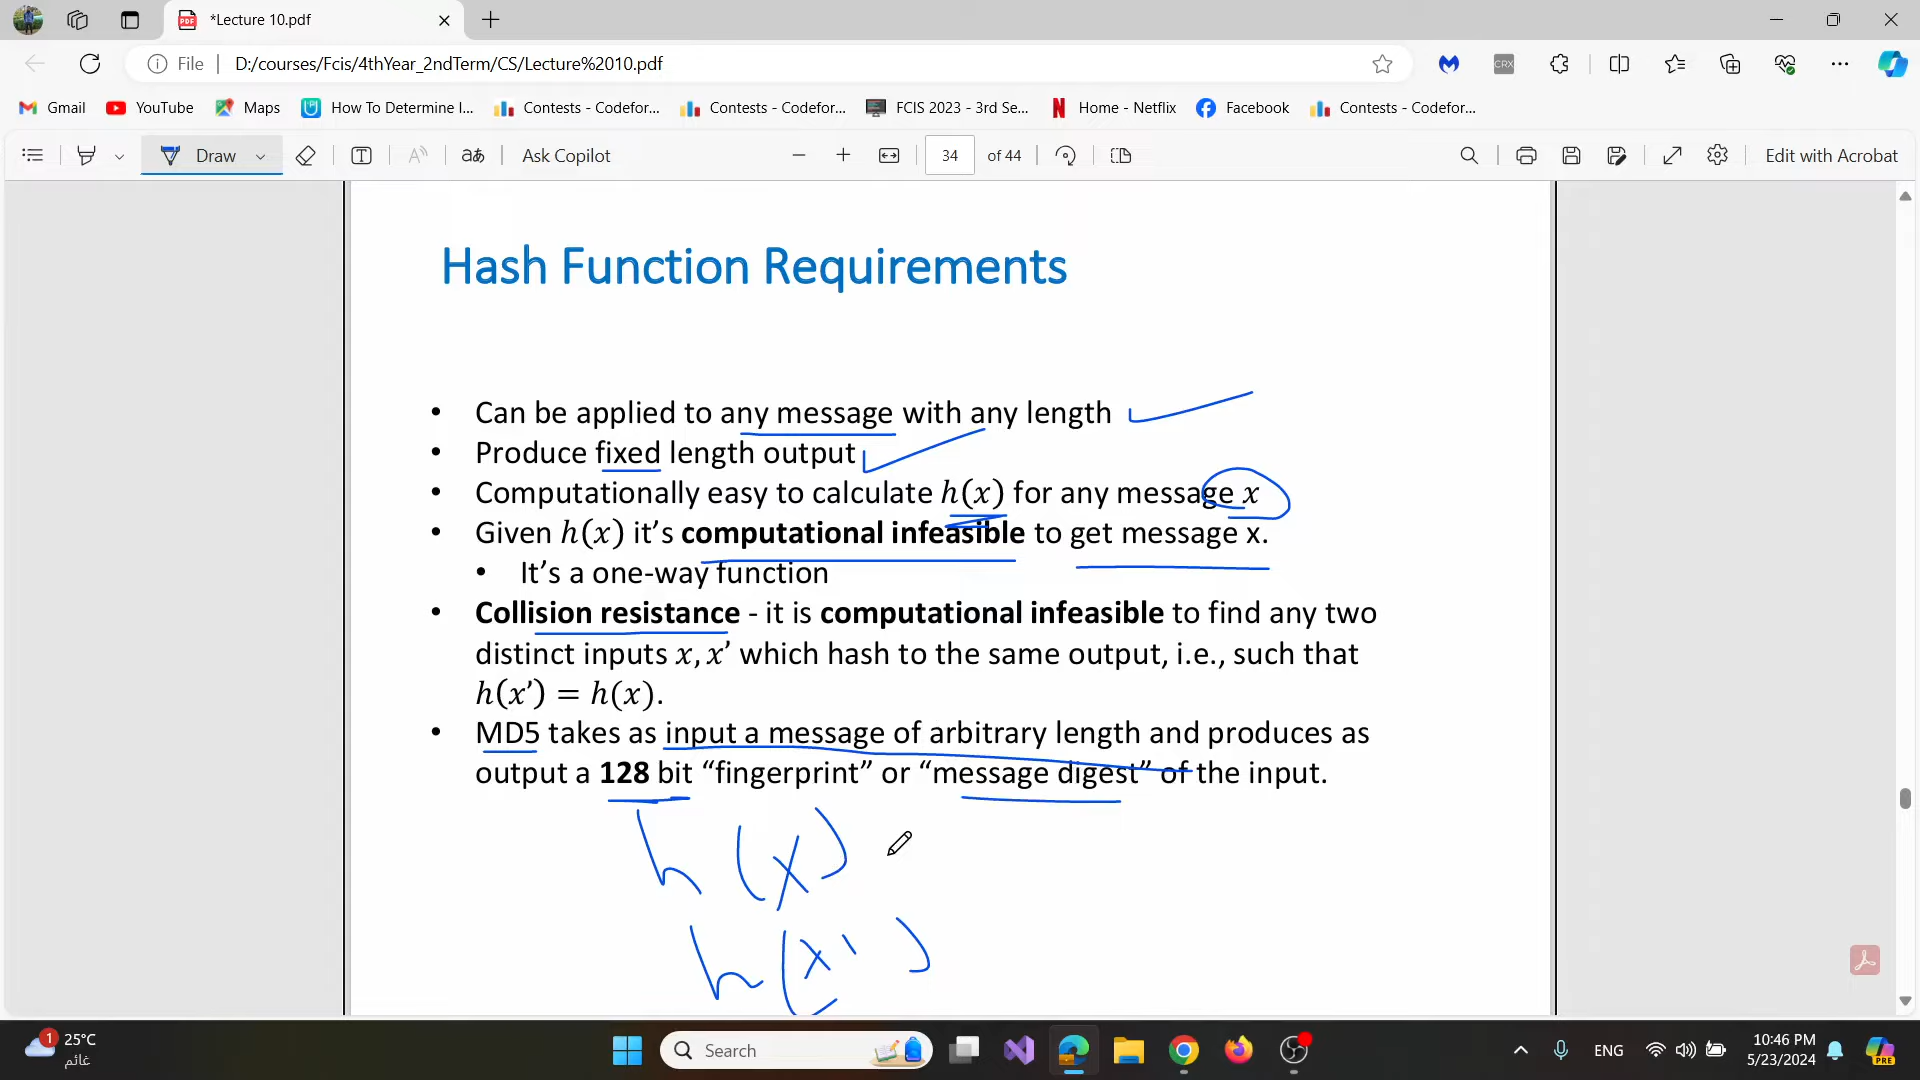 *Lecture 10.pdf
File
D:/courses/Fcis/4thYear_2ndTerm/CS/Lecture%2010.pdf
CRX
Gmail
YouTube
Maps
How To Determine I...
Contests - Codefor...
Contests - Codefor...
FCIS 2023 - 3rd Se...
Home - Netflix
Facebook
Contests - Codefor...
Draw
Ask Copilot
34
of 44
Edit with Acrobat
Hash Function Requirements
• Can be applied to any message with any length
• Produce fixed length output
• Computationally easy to calculate h(x) for any message x
• Given h(x) it’s computational infeasible to get message x.
• It’s a one-way function
• Collision resistance - it is computational infeasible to find any two
distinct inputs x, x’ which hash to the same output, i.e., such that
h(x’) = h(x).
• MD5 takes as input a message of arbitrary length and produces as
output a 128 bit “fingerprint” or “message digest” of the input.
h (x)
h (x')
1
25°C
غائم
Search
ENG
10:46 PM
5/23/2024
PRE